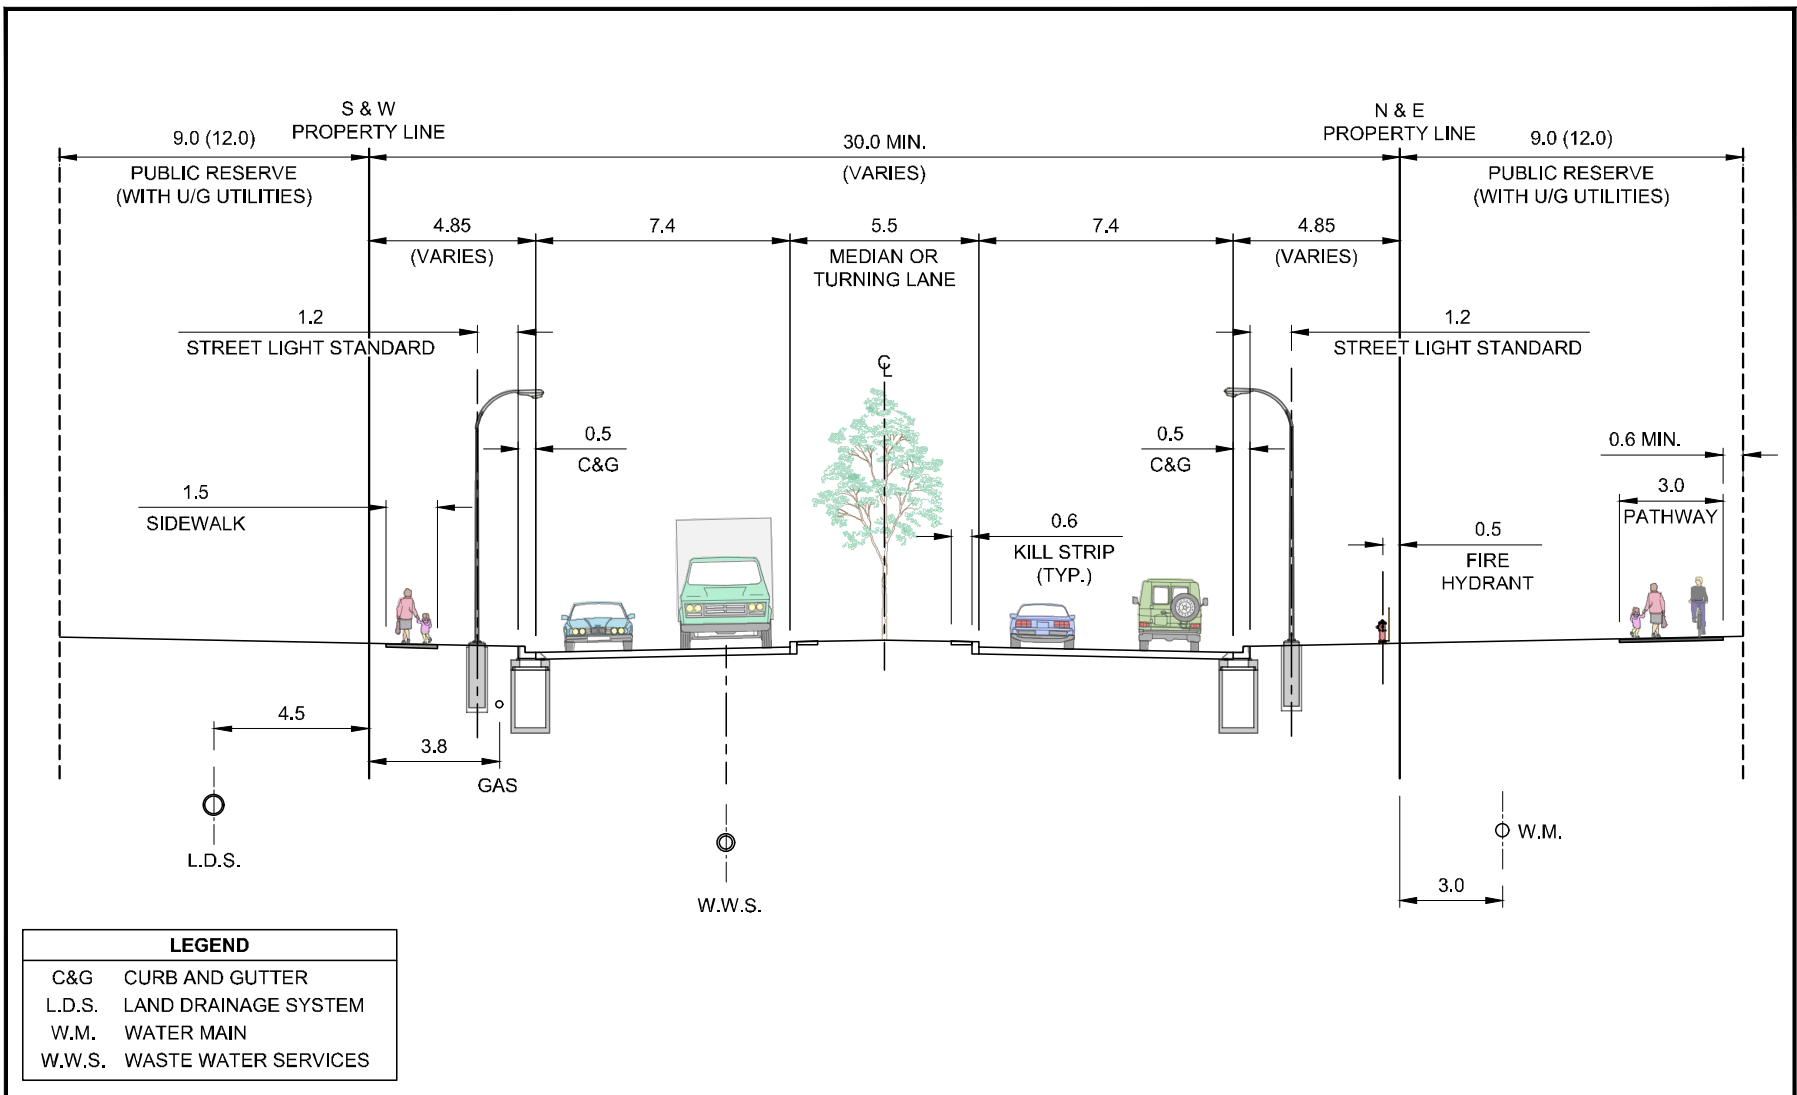 S & W
PROPERTY LINE
N & E
PROPERTY LINE
9.0 (12.0)
PUBLIC RESERVE
(WITH U/G UTILITIES)
30.0 MIN.
(VARIES)
9.0 (12.0)
PUBLIC RESERVE
(WITH U/G UTILITIES)
4.85
(VARIES)
7.4
5.5
MEDIAN OR
TURNING LANE
7.4
4.85
(VARIES)
1.2
STREET LIGHT STANDARD
1.2
STREET LIGHT STANDARD
CL
0.5
C&G
0.5
C&G
0.6 MIN.
1.5
SIDEWALK
3.0
PATHWAY
0.6
KILL STRIP
(TYP.)
0.5
FIRE
HYDRANT
4.5
3.8
GAS
L.D.S.
W.W.S.
W.M.
3.0
LEGEND
C&G CURB AND GUTTER
L.D.S. LAND DRAINAGE SYSTEM
W.M. WATER MAIN
W.W.S. WASTE WATER SERVICES